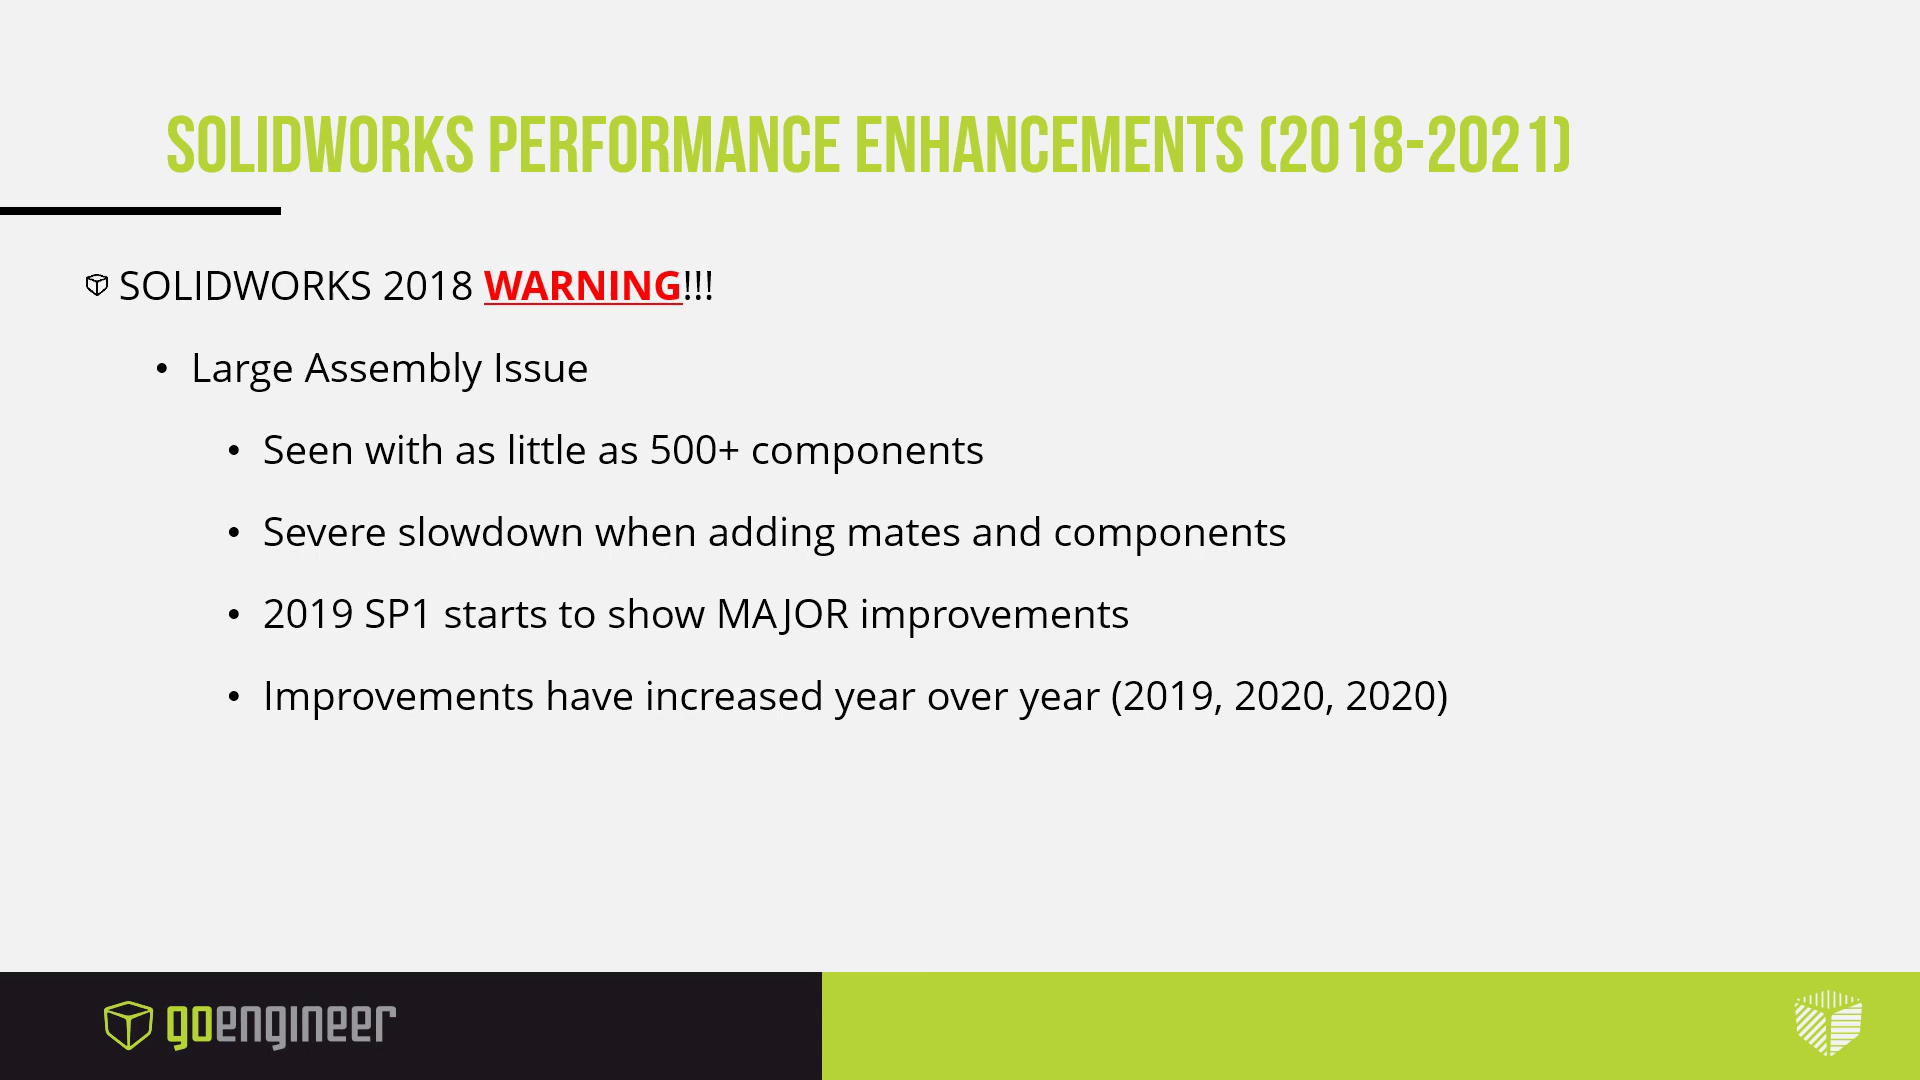 SOLIDWORKS PERFORMANCE ENHANCEMENTS (2018-2021)
SOLIDWORKS 2018 WARNING!!!
• Large Assembly Issue
• Seen with as little as 500+ components
• Severe slowdown when adding mates and components
• 2019 SP1 starts to show MAJOR improvements
• Improvements have increased year over year (2019, 2020, 2020)
goengineer